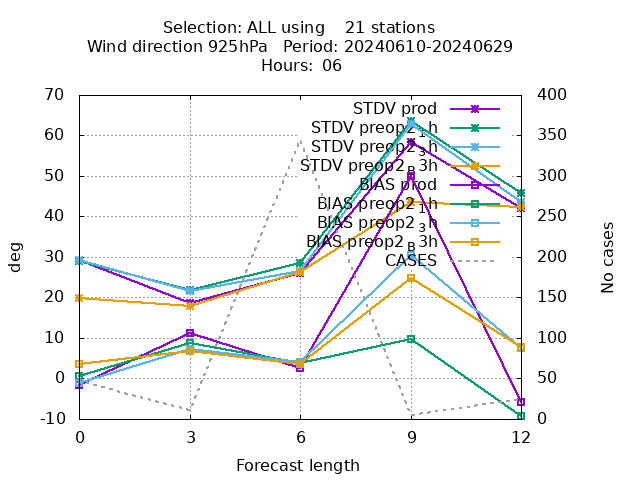 Selection: ALL using    21 stations
Wind direction 925hPa   Period: 20240610-20240629
Hours: 06
STDV prod
STDV preop2_1h
STDV preop2_3h
STDV preop2_B_3h
BIAS prod
BIAS preop2_1h
BIAS preop2_3h
BIAS preop2_B_3h
CASES
70
60
50
40
30
20
10
0
-10
400
350
300
250
200
150
100
50
0
deg
No cases
0 3 6 9 12
Forecast length